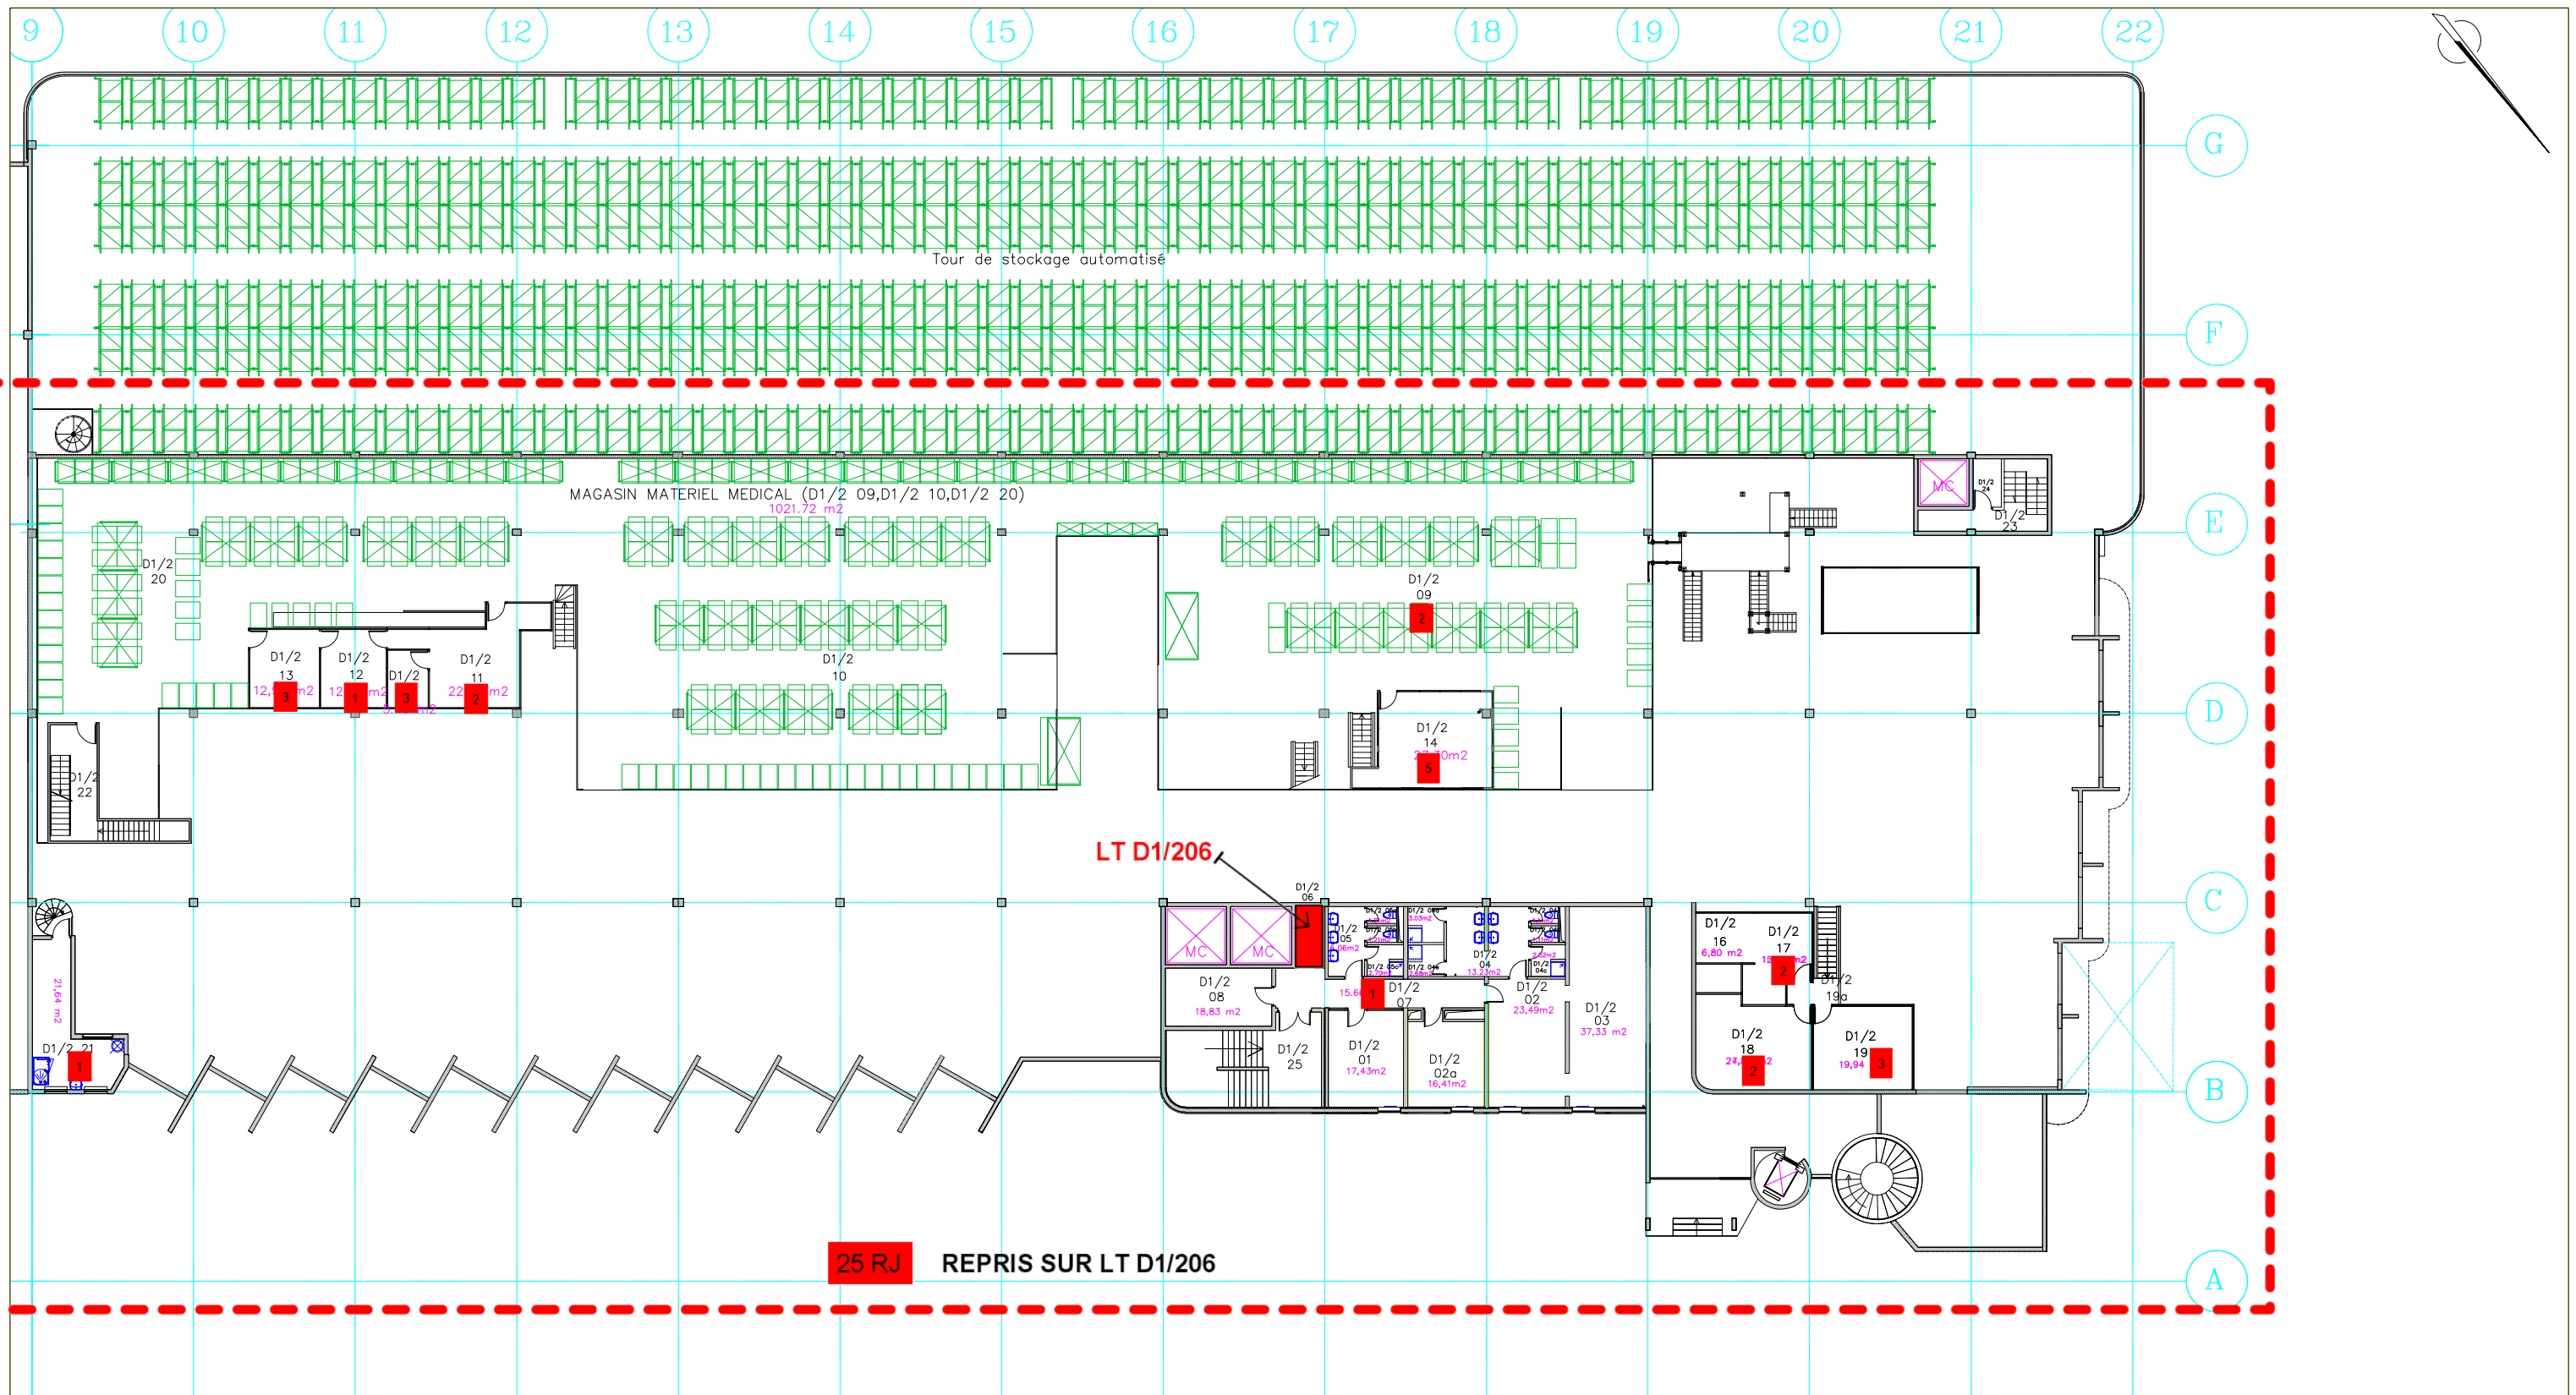 9 10 11 12 13 14 15 16 17 18 19 20 21 22
G
Tour de stockage automatisé
F
MAGASIN MATERIEL MEDICAL (D1/2 09,D1/2 10,D1/2 20)
1021.72 m2
MC
D1/2
24
D1/2
23
E
D1/2
20
D1/2
09
2
D1/2
13
3
D1/2
12
1
D1/2
3
D1/2
11
2
D1/2
10
D
D1/2
14
5
D1/2
22
LT D1/206
D1/2
06
C
MC
MC
D1/2
05
D1/2
04
13.23m2
D1/2
04c
D1/2
16
6,80 m2
D1/2
17
2
D1/2
19a
21,64 m2
D1/2
08
18,83 m2
1
D1/2
07
D1/2
02
23,49m2
D1/2
03
37,33 m2
D1/2 21
1
D1/2
25
D1/2
01
17,43m2
D1/2
02a
16,41m2
D1/2
18
2
D1/2
19
19,94
3
B
25 RJ REPRIS SUR LT D1/206
A